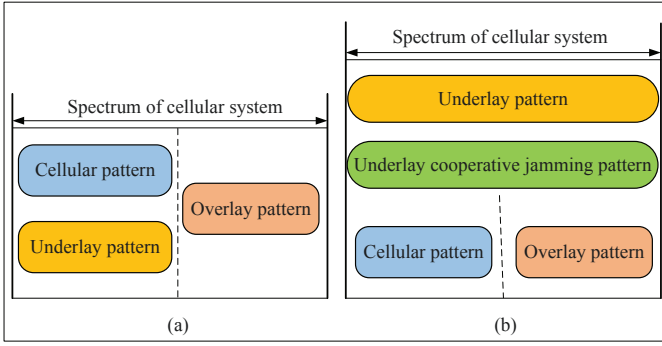 Spectrum of cellular system
Cellular pattern
Overlay pattern
Underlay pattern
(a)
Spectrum of cellular system
Underlay pattern
Underlay cooperative jamming pattern
Cellular pattern
Overlay pattern
(b)